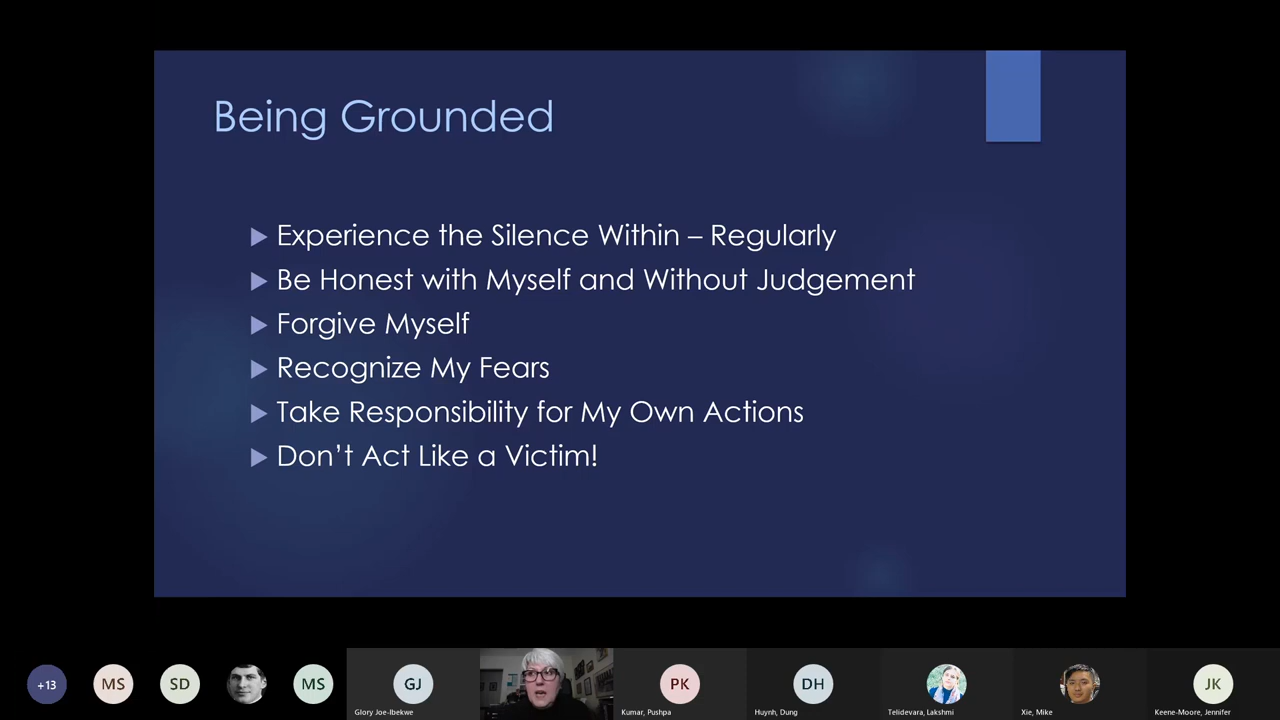 Being Grounded
Experience the Silence Within – Regularly
Be Honest with Myself and Without Judgement
Forgive Myself
Recognize My Fears
Take Responsibility for My Own Actions
Don't Act Like a Victim!
+13
MS
SD
MS
GJ
PK
DH
JK
Glory Joe-Ibekwe
Kumar, Pushpa
Huynh, Dung
Telidevara, Lakshmi
Xie, Mike
Keene-Moore, Jennifer